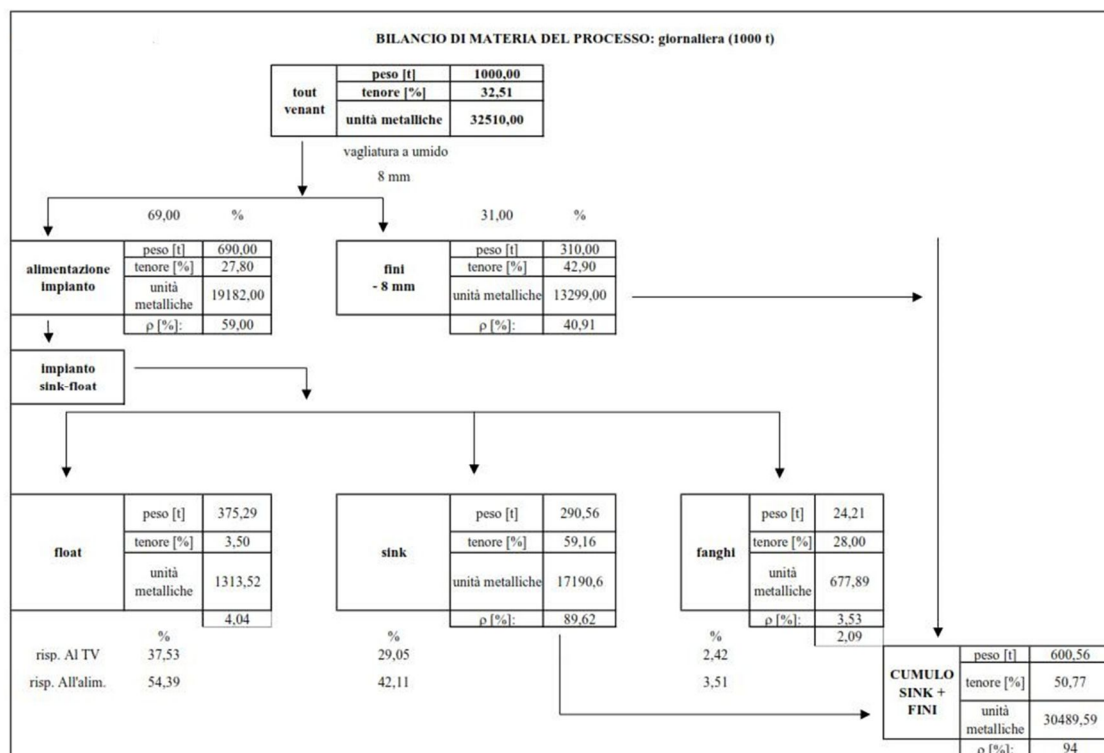 BILANCIO DI MATERIA DEL PROCESSO: giornaliera (1000 t)
tout venant
peso [t] 1000,00
tenore [%] 32,51
unità metalliche 32510,00
vagliatura a umido
8 mm
69,00 %
31,00 %
alimentazione impianto
peso [t] 690,00
tenore [%] 27,80
unità metalliche 19182,00
ρ [%]: 59,00
fini - 8 mm
peso [t] 310,00
tenore [%] 42,90
unità metalliche 13299,00
ρ [%]: 40,91
impianto sink-float
float
peso [t] 375,29
tenore [%] 3,50
unità metalliche 1313,52
4,04
sink
peso [t] 290,56
tenore [%] 59,16
unità metalliche 17190,6
ρ [%]: 89,62
fanghi
peso [t] 24,21
tenore [%] 28,00
unità metalliche 677,89
ρ [%]: 3,53
2,09
% % %
risp. Al TV 37,53 29,05 2,42
risp. All'alim. 54,39 42,11 3,51
CUMULO SINK + FINI
peso [t] 600,56
tenore [%] 50,77
unità metalliche 30489,59
ρ [%]: 94